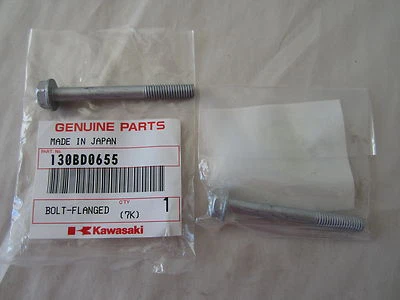 GENUINE PARTS
MADE IN JAPAN
PART No.
130BD0655
BOLT-FLANGED
QTY
1
(7K)
Kawasaki